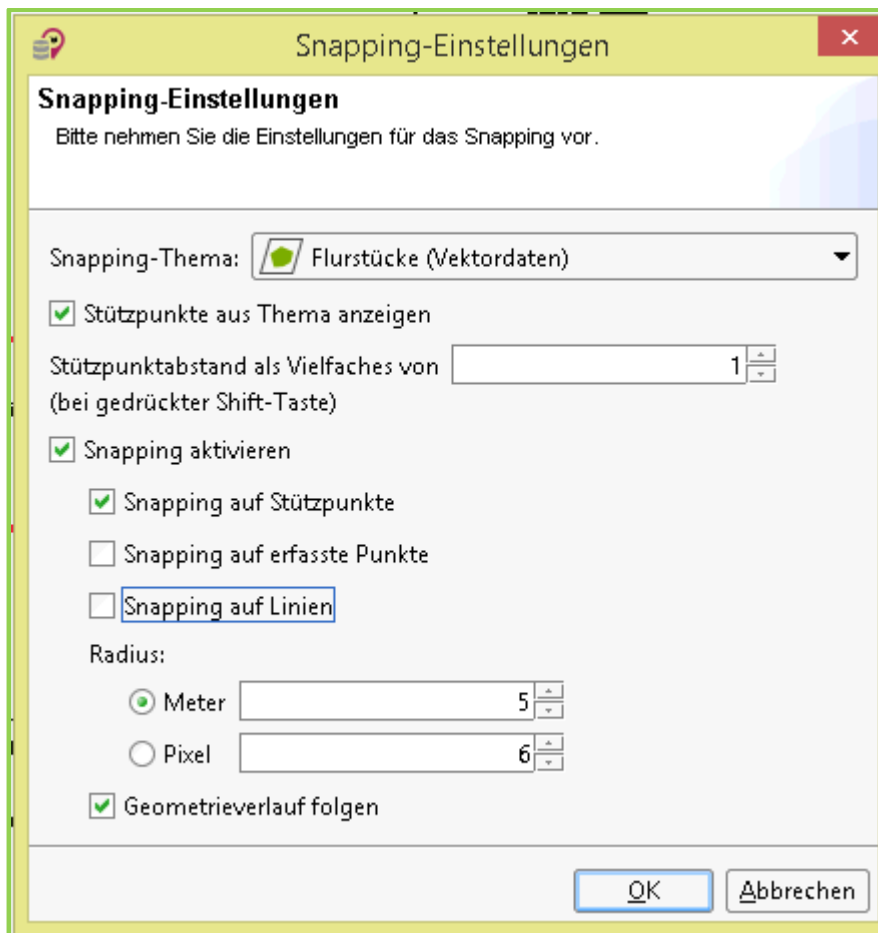 Snapping-Einstellungen
Snapping-Einstellungen
Bitte nehmen Sie die Einstellungen für das Snapping vor.
Snapping-Thema: Flurstücke (Vektordaten)
Stützpunkte aus Thema anzeigen
Stützpunktabstand als Vielfaches von 1
(bei gedrückter Shift-Taste)
Snapping aktivieren
Snapping auf Stützpunkte
Snapping auf erfasste Punkte
Snapping auf Linien
Radius:
Meter 5
Pixel 6
Geometrieverlauf folgen
OK Abbrechen